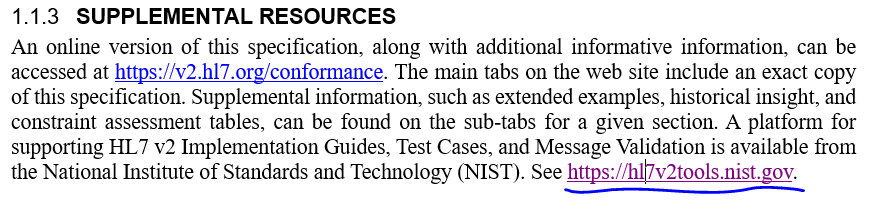 1.1.3 SUPPLEMENTAL RESOURCES
An online version of this specification, along with additional informative information, can be
accessed at https://v2.hl7.org/conformance. The main tabs on the web site include an exact copy
of this specification. Supplemental information, such as extended examples, historical insight, and
constraint assessment tables, can be found on the sub-tabs for a given section. A platform for
supporting HL7 v2 Implementation Guides, Test Cases, and Message Validation is available from
the National Institute of Standards and Technology (NIST). See https://hl7v2tools.nist.gov.